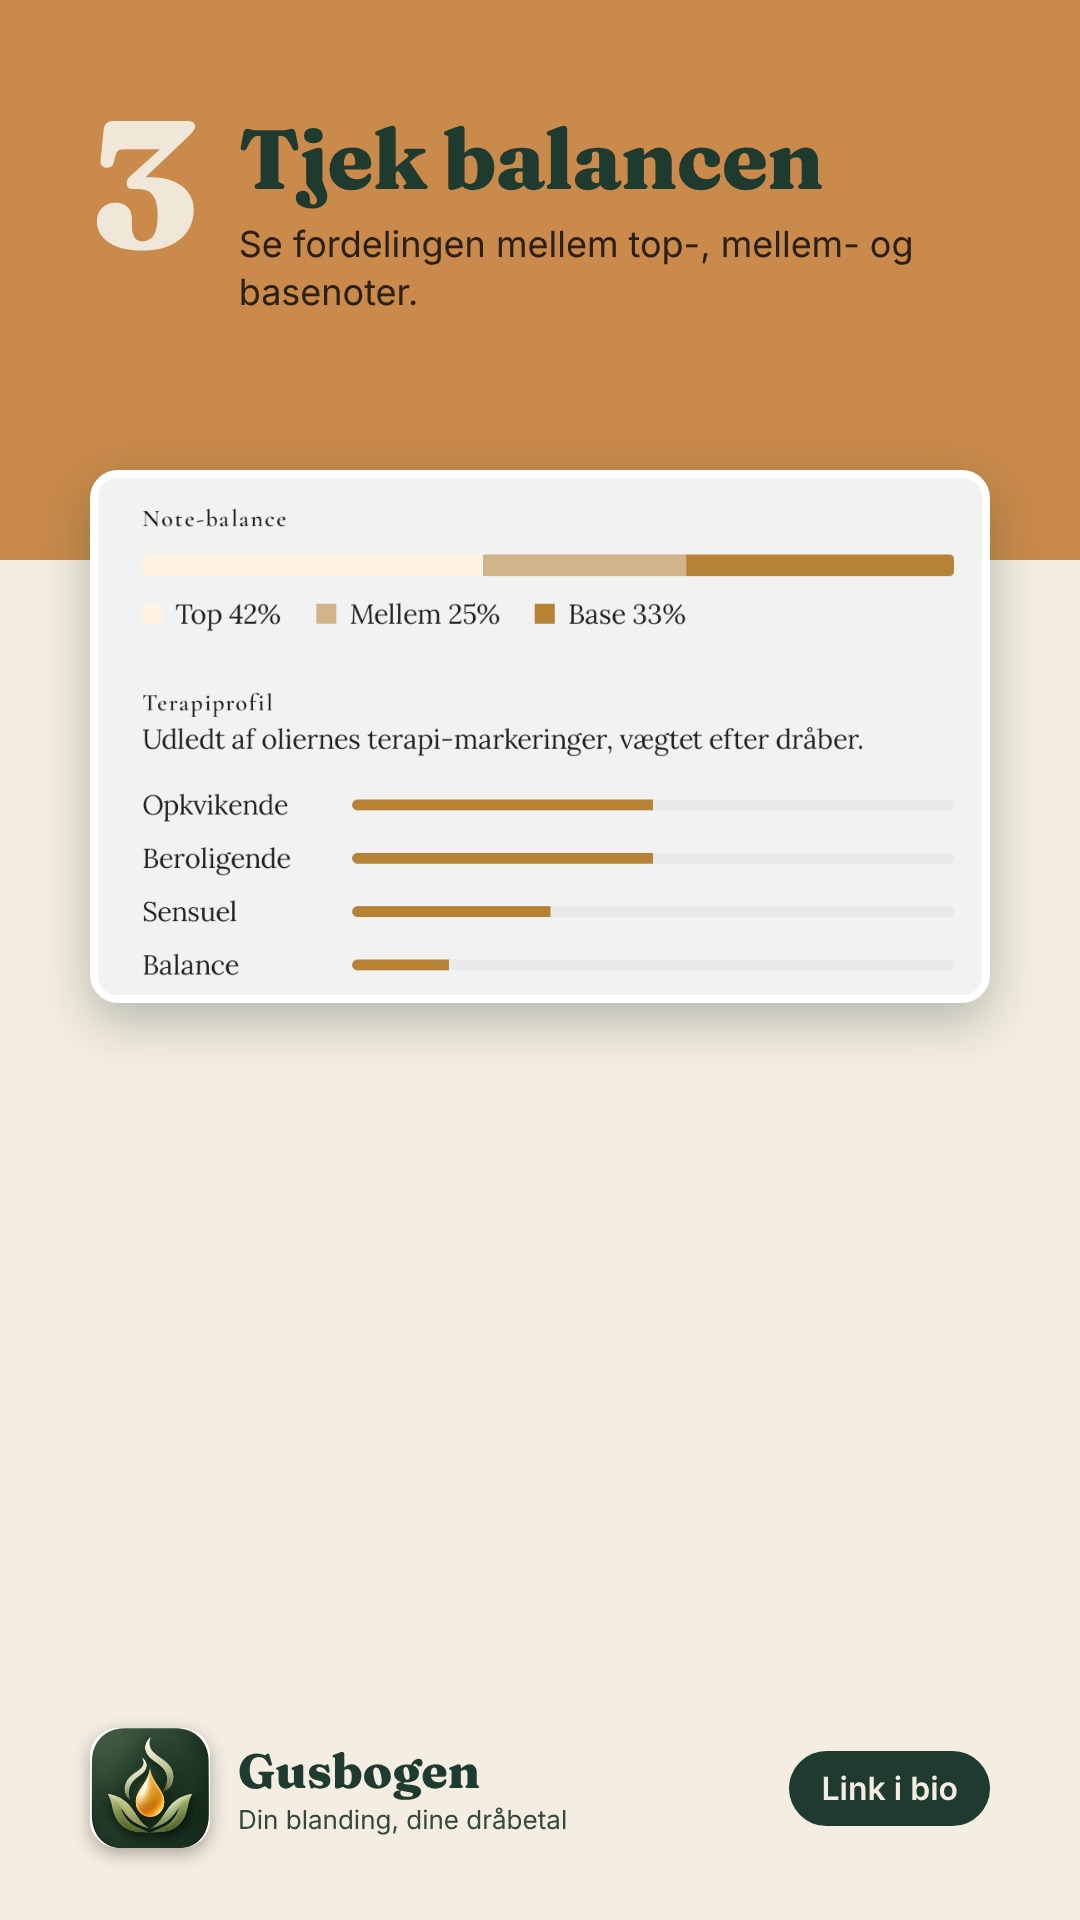 3
Tjek balancen
Se fordelingen mellem top-, mellem- og
basenoter.
Note-balance
Top 42% Mellem 25% Base 33%
Terapiprofil
Udledt af oliernes terapi-markeringer, vægtet efter dråber.
Opkvikende
Beroligende
Sensuel
Balance
Gusbogen
Din blanding, dine dråbetal
Link i bio